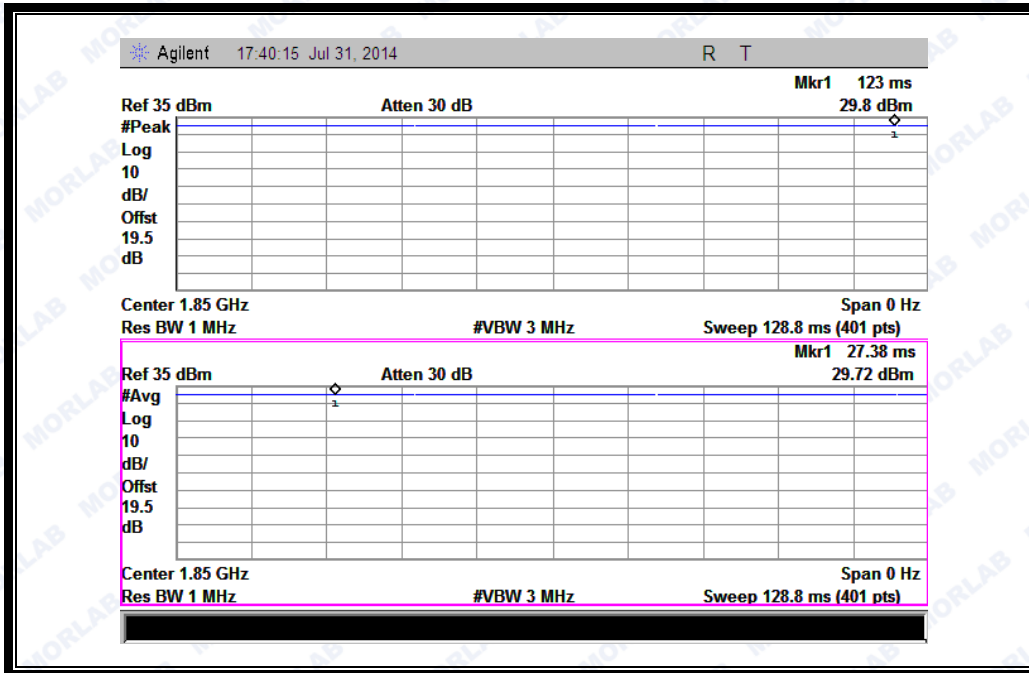 Agilent 17:40:15 Jul 31, 2014 R T
Mkr1 123 ms
Ref 35 dBm Atten 30 dB 29.8 dBm
#Peak
1
Log
10
dB/
Offst
19.5
dB
Center 1.85 GHz Span 0 Hz
Res BW 1 MHz #VBW 3 MHz Sweep 128.8 ms (401 pts)
Mkr1 27.38 ms
Ref 35 dBm Atten 30 dB 29.72 dBm
#Avg
1
Log
10
dB/
Offst
19.5
dB
Center 1.85 GHz Span 0 Hz
Res BW 1 MHz #VBW 3 MHz Sweep 128.8 ms (401 pts)
MORLAB